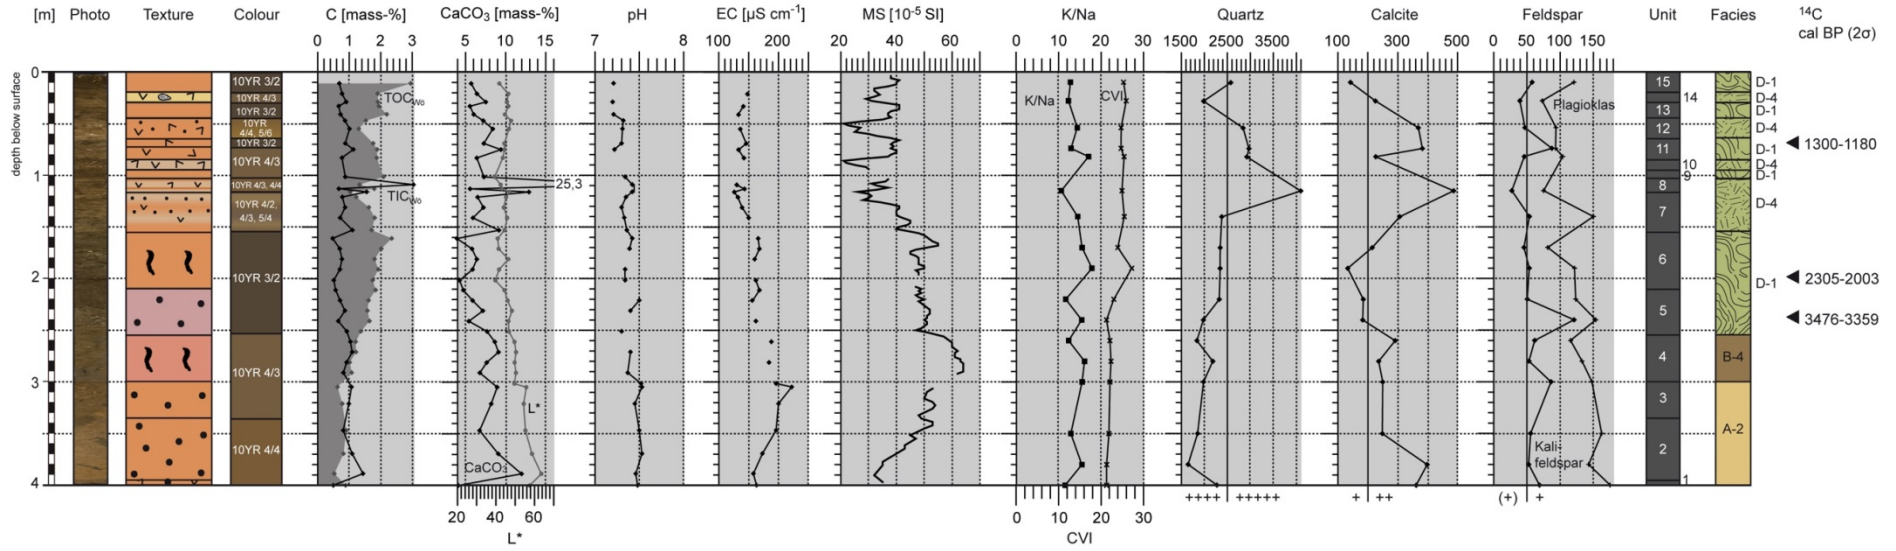 [m] Photo Texture Colour C [mass-%] CaCO₃ [mass-%] pH EC [µS cm⁻¹] MS [10⁻⁵ SI] K/Na Quartz Calcite Feldspar Unit Facies ¹⁴C
cal BP (2σ)
0 1 2 3 5 10 15 7 8 100 200 20 40 60 0 10 20 30 1500 2500 3500 100 300 500 0 50 100 150
depth below surface
0
1
2
3
4
10YR 3/2
10YR 4/3
10YR 3/2
10YR
4/4, 5/6
10YR 3/2
10YR 4/3
10YR 4/3, 4/4
10YR 4/2,
4/3, 5/4
10YR 3/2
10YR 4/3
10YR 4/4
TOCWo
TICWo
25,3
L*
CaCO₃
K/Na CVI
Plagioklas
Kali-
feldspar
15
14
13
12
11
10
9
8
7
6
5
4
3
2
1
D-1
D-4
D-1
D-4
D-1
D-4
D-1
D-4
D-1
B-4
A-2
1300-1180
2305-2003
3476-3359
20 40 60
L*
0 10 20 30
CVI
++++ +++++
+ ++
(+) +